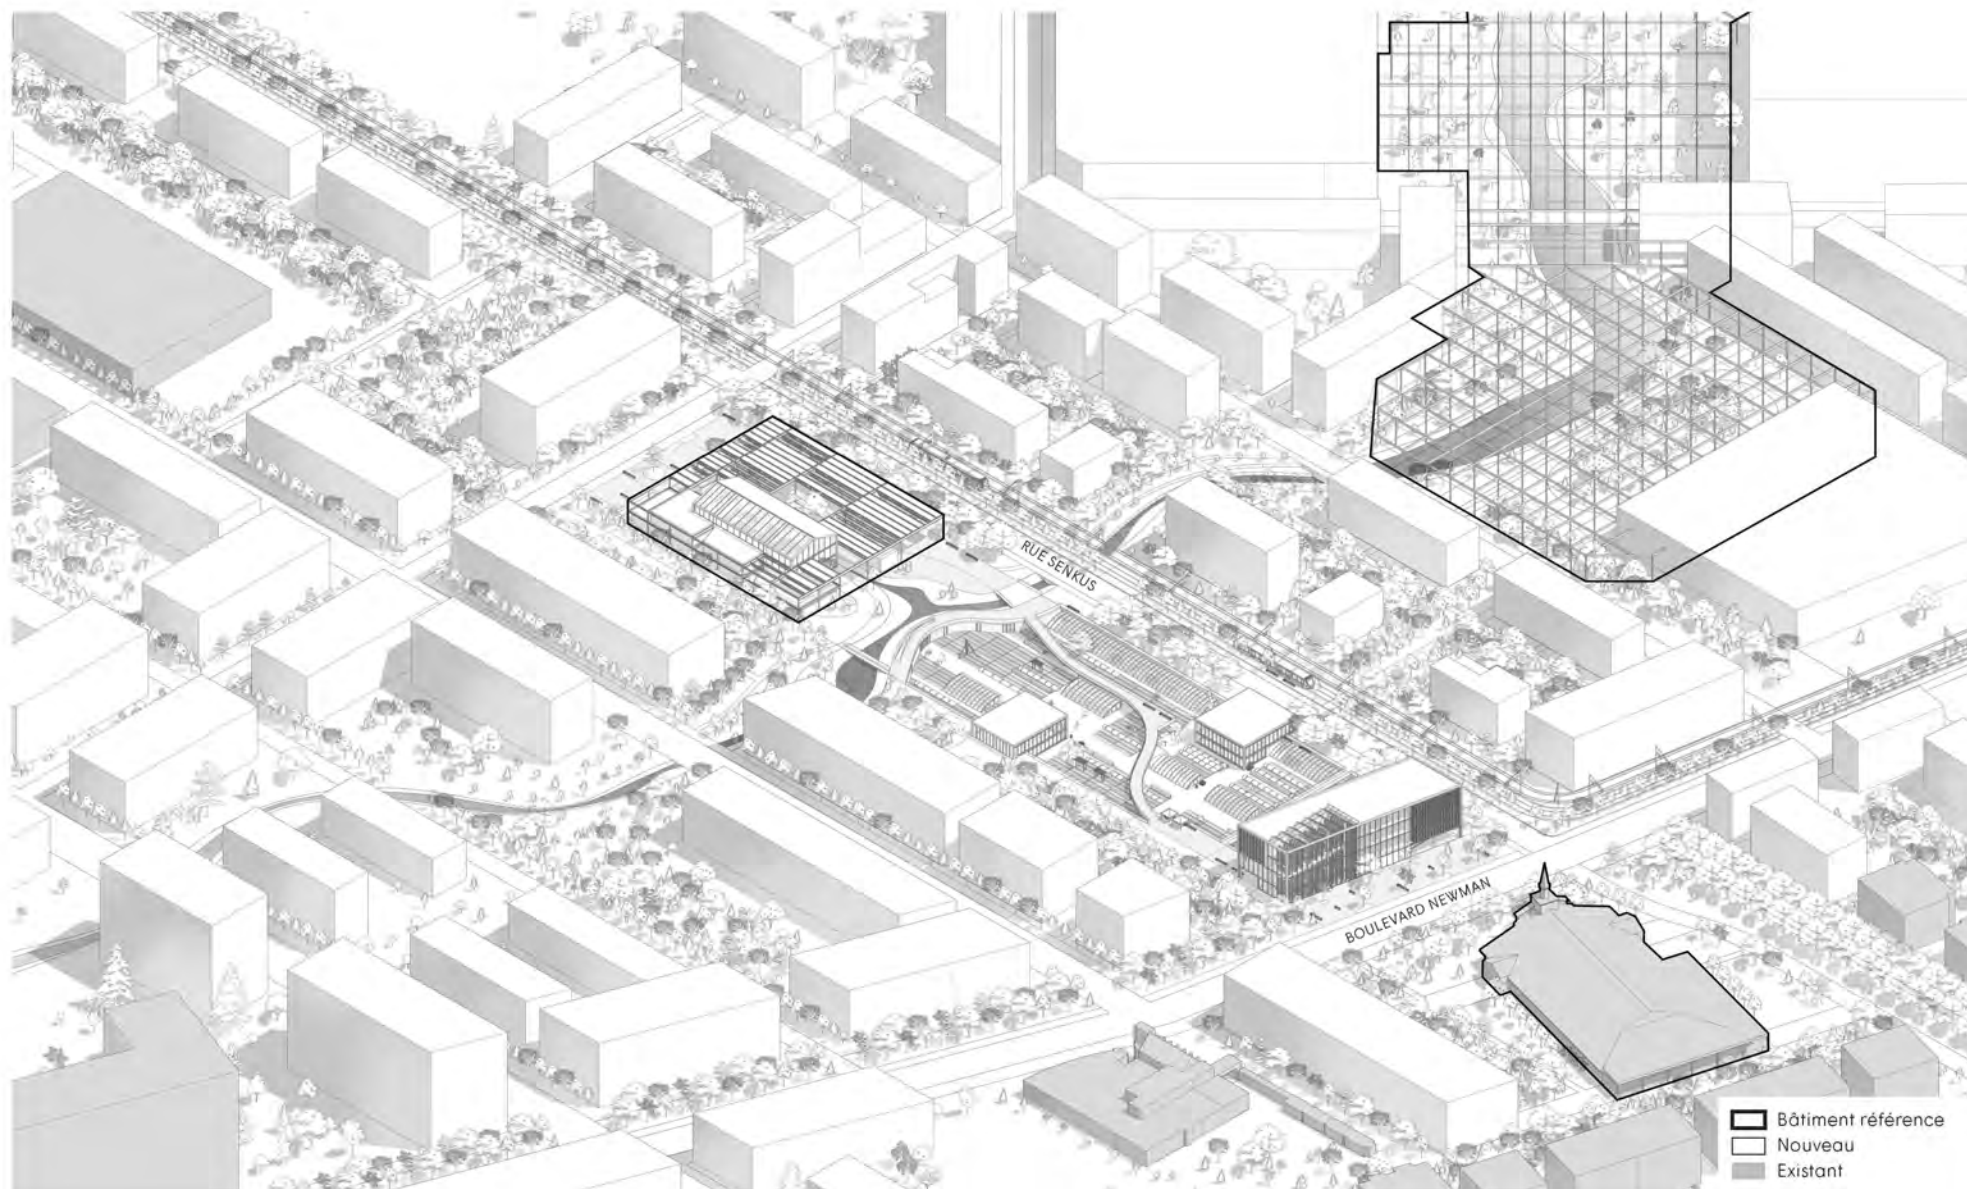 RUE SENKUS
BOULEVARD NEWMAN
Bâtiment référence
Nouveau
Existant